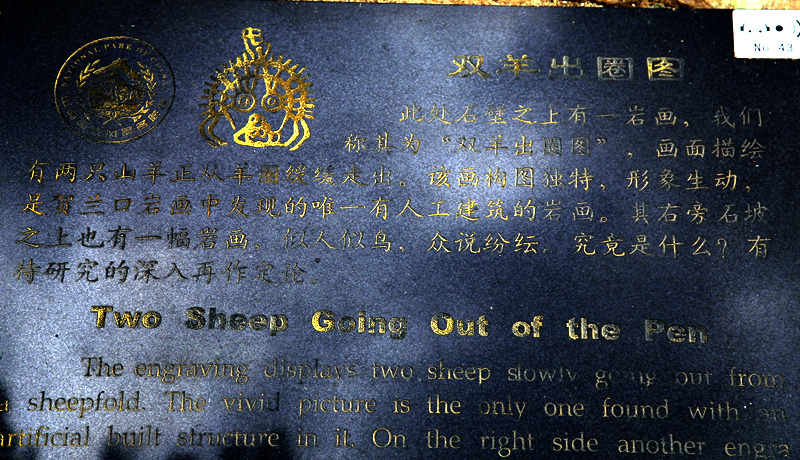 No 43
NATIONAL PARK OF
双羊出圈图
此处石壁之上有一岩画，我们
称其为“双羊出圈图”，画面描绘
有两只山羊正从羊圈缓缓走出。该画构图独特，形象生动，
是贺兰口岩画中发现的唯一有人工建筑的岩画。其右旁石坡
之上也有一幅岩画，似人似鸟，众说纷纭。究竟是什么？有
待研究的深入再作定论。
Two Sheep Going Out of the Pen
The engraving displays two sheep slowly going out from
a sheepfold. The vivid picture is the only one found with an
artificial built structure in it. On the right side another engra